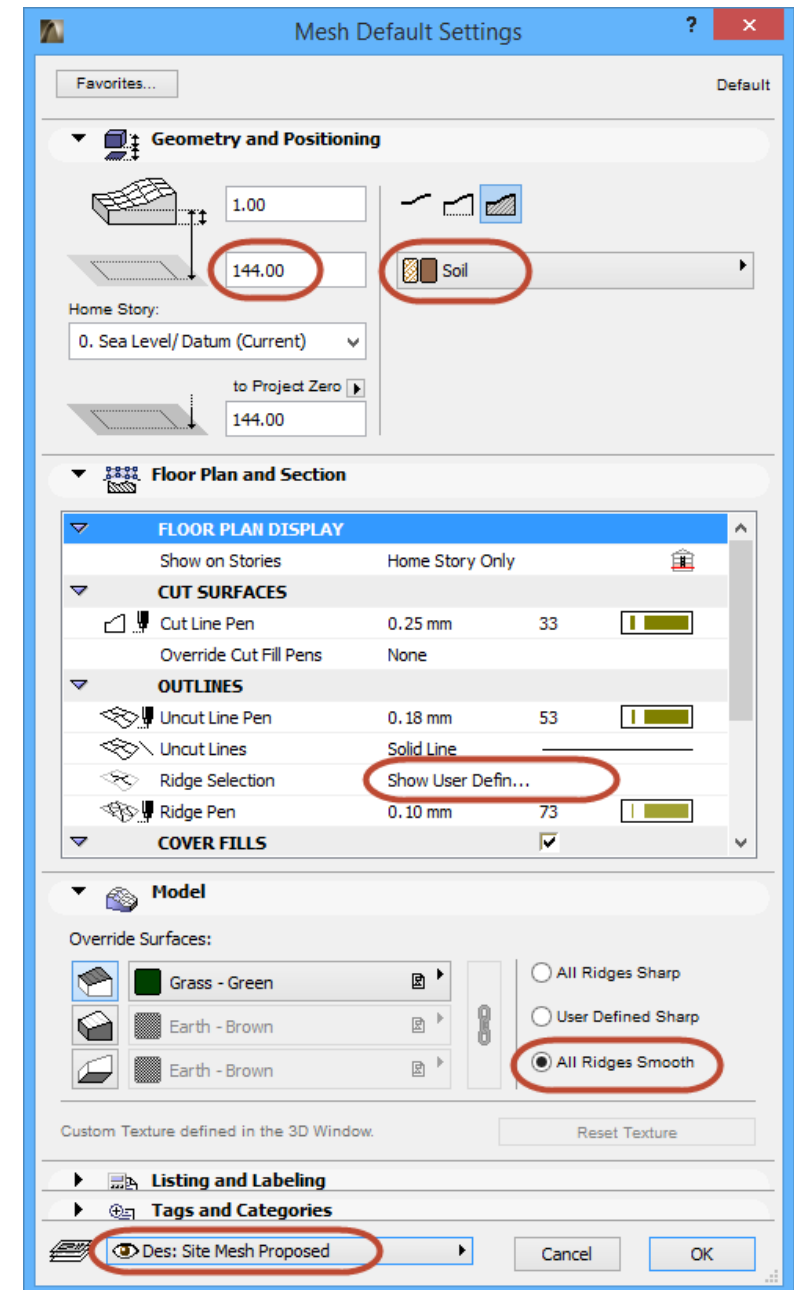 Mesh Default Settings ? ×
Favorites... Default
Geometry and Positioning
1.00
144.00 Soil
Home Story:
0. Sea Level/ Datum (Current)
to Project Zero
144.00
Floor Plan and Section
FLOOR PLAN DISPLAY
Show on Stories Home Story Only
CUT SURFACES
Cut Line Pen 0.25 mm 33
Override Cut Fill Pens None
OUTLINES
Uncut Line Pen 0.18 mm 53
Uncut Lines Solid Line
Ridge Selection Show User Defin...
Ridge Pen 0.10 mm 73
COVER FILLS
Model
Override Surfaces:
Grass - Green All Ridges Sharp
Earth - Brown User Defined Sharp
Earth - Brown All Ridges Smooth
Custom Texture defined in the 3D Window. Reset Texture
Listing and Labeling
Tags and Categories
Des: Site Mesh Proposed Cancel OK